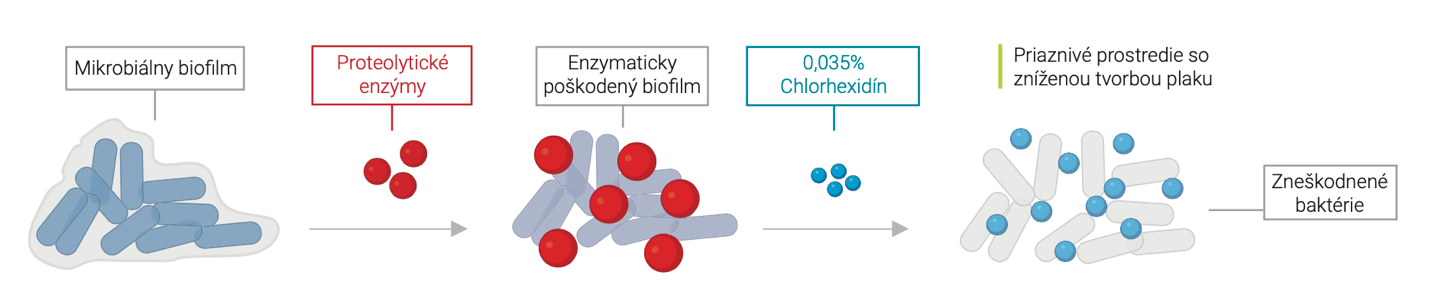 Mikrobiálny biofilm
Proteolytické
enzýmy
Enzymaticky
poškodený biofilm
0,035%
Chlorhexidín
Priaznivé prostredie so
zníženou tvorbou plaku
Zneškodnené
baktérie